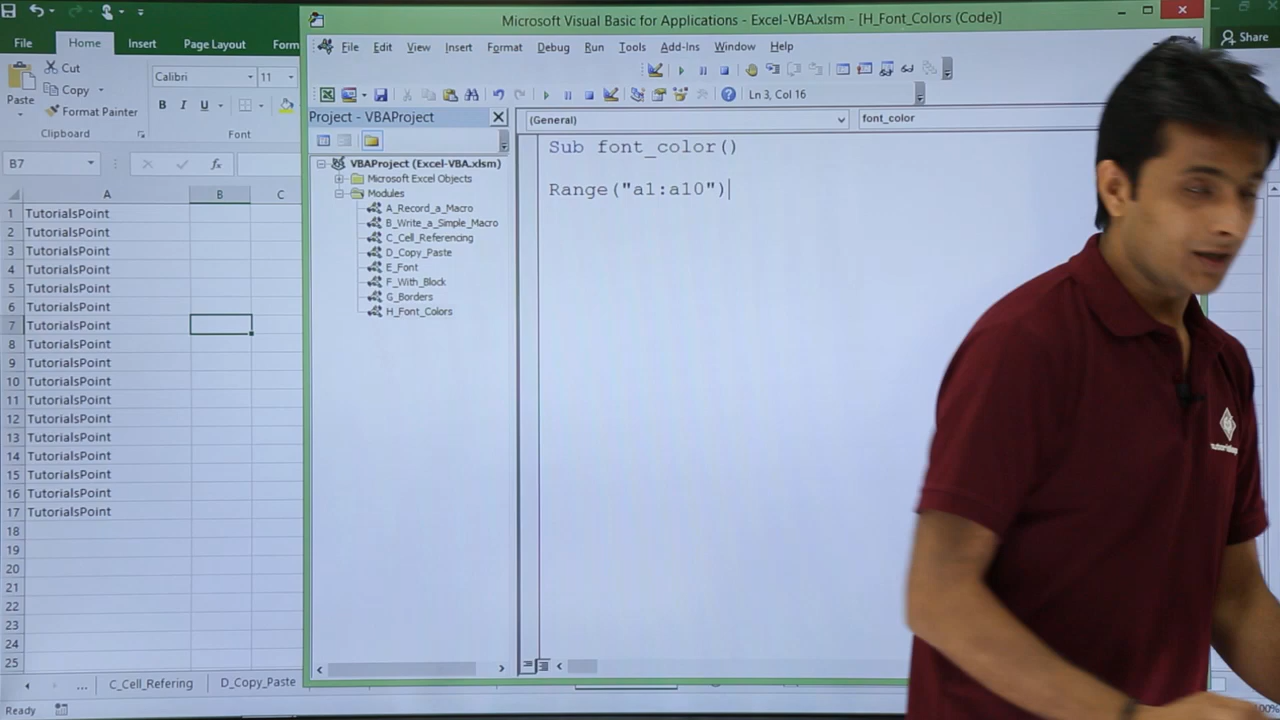 Microsoft Visual Basic for Applications - Excel-VBA.xlsm - [H_Font_Colors (Code)]
File Home Insert Page Layout Form
Share
File Edit View Insert Format Debug Run Tools Add-Ins Window Help
Cut
Copy
Format Painter
Paste
Clipboard
Calibri 11
B I U
Font
Ln 3, Col 16
Project - VBAProject
(General)
font_color
B7
fx
A B C
VBAProject (Excel-VBA.xlsm)
Microsoft Excel Objects
Modules
A_Record_a_Macro
B_Write_a_Simple_Macro
C_Cell_Referencing
D_Copy_Paste
E_Font
F_With_Block
G_Borders
H_Font_Colors
Sub font_color()
Range("a1:a10")
1 TutorialsPoint
2 TutorialsPoint
3 TutorialsPoint
4 TutorialsPoint
5 TutorialsPoint
6 TutorialsPoint
7 TutorialsPoint
8 TutorialsPoint
9 TutorialsPoint
10 TutorialsPoint
11 TutorialsPoint
12 TutorialsPoint
13 TutorialsPoint
14 TutorialsPoint
15 TutorialsPoint
16 TutorialsPoint
17 TutorialsPoint
18
19
20
21
22
23
24
25
... C_Cell_Refering D_Copy_Paste
Ready
100%